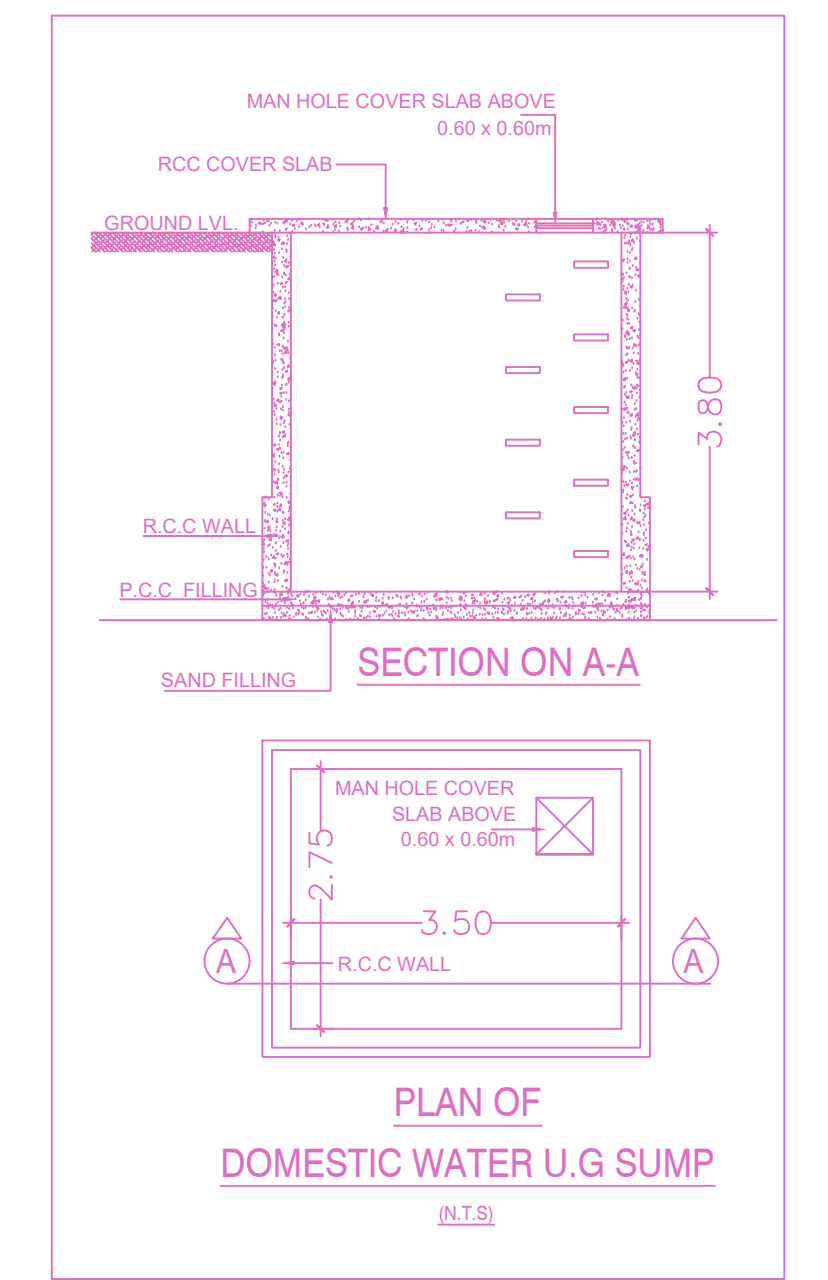 MAN HOLE COVER SLAB ABOVE
0.60 x 0.60m
RCC COVER SLAB
GROUND LVL.
3.80
R.C.C WALL
P.C.C FILLING
SECTION ON A-A
SAND FILLING
MAN HOLE COVER
SLAB ABOVE
0.60 x 0.60m
2.75
3.50
A
A
R.C.C WALL
PLAN OF
DOMESTIC WATER U.G SUMP
(N.T.S)